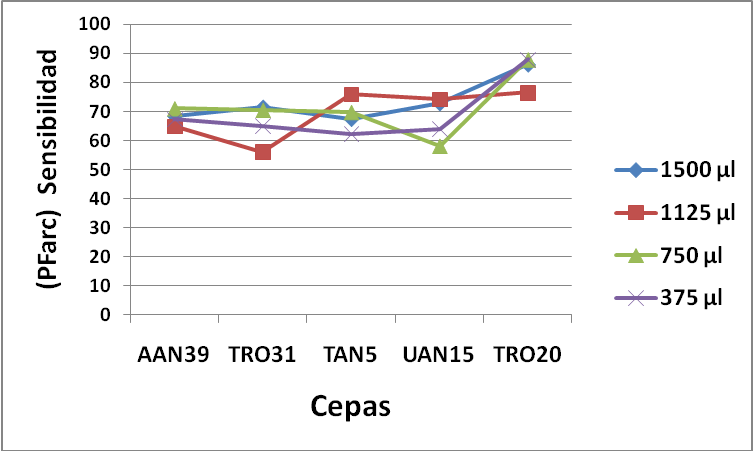 100
90
80
70
60
50
40
30
20
10
0
(PFarc) Sensibilidad
AAN39 TRO31 TAN5 UAN15 TRO20
Cepas
1500 µl
1125 µl
750 µl
375 µl